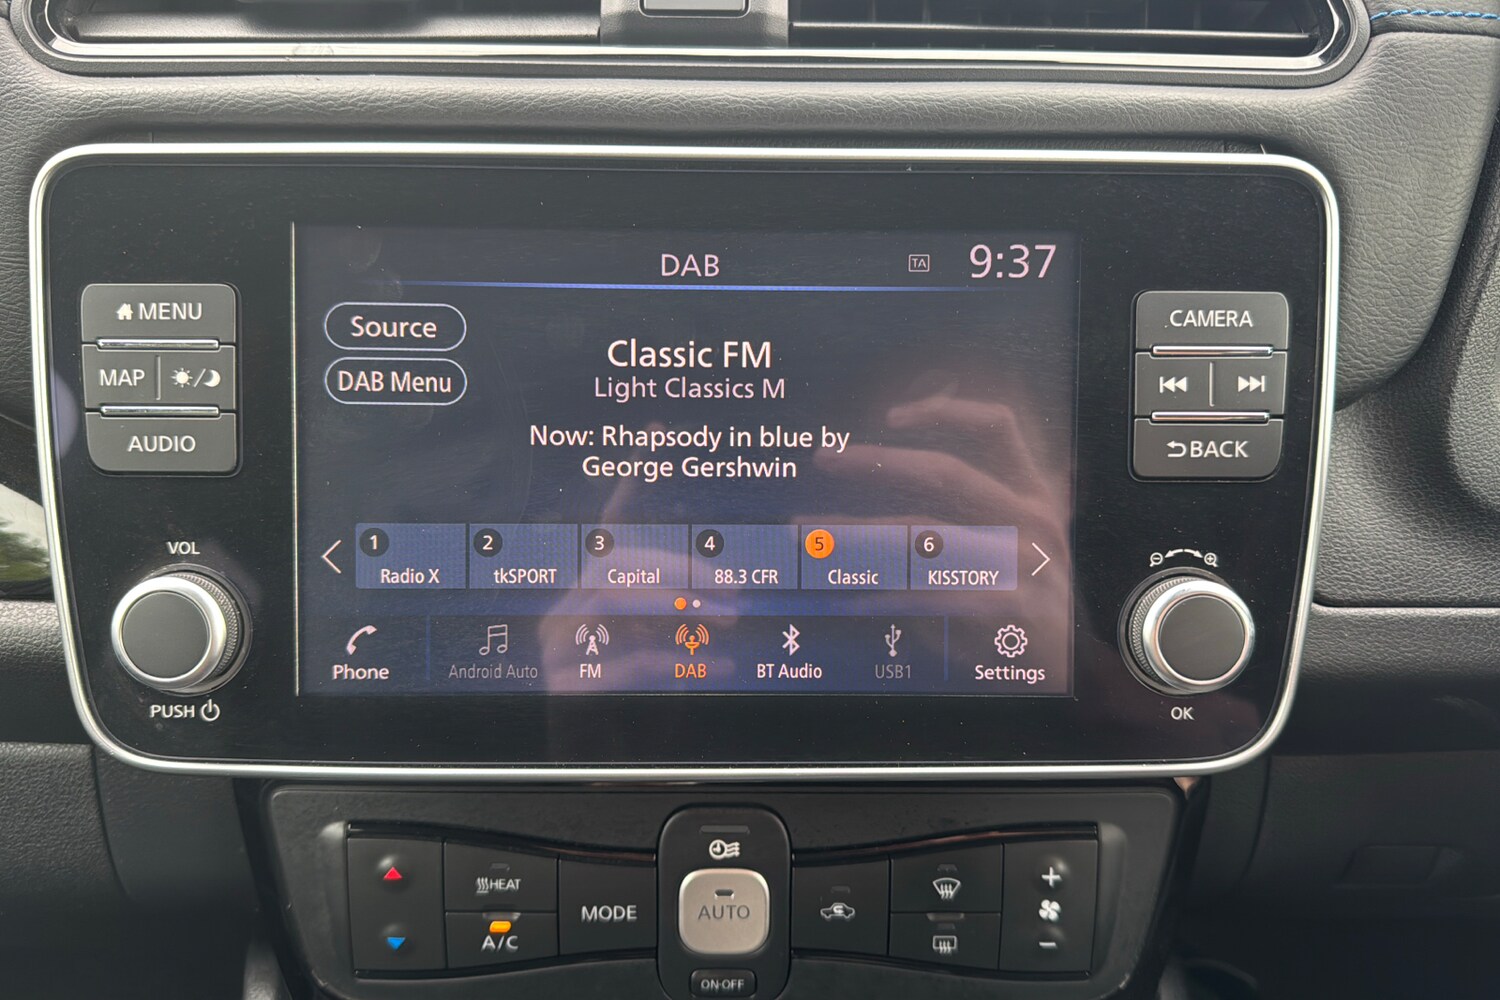 DAB
TA
9:37
MENU
MAP
AUDIO
Source
DAB Menu
Classic FM
Light Classics M
Now: Rhapsody in blue by
George Gershwin
CAMERA
BACK
1 Radio X
2 tkSPORT
3 Capital
4 88.3 CFR
5 Classic
6 KISSTORY
VOL
PUSH
Phone
Android Auto
FM
DAB
BT Audio
USB1
Settings
OK
HEAT
A/C
MODE
AUTO
ON·OFF
+
−